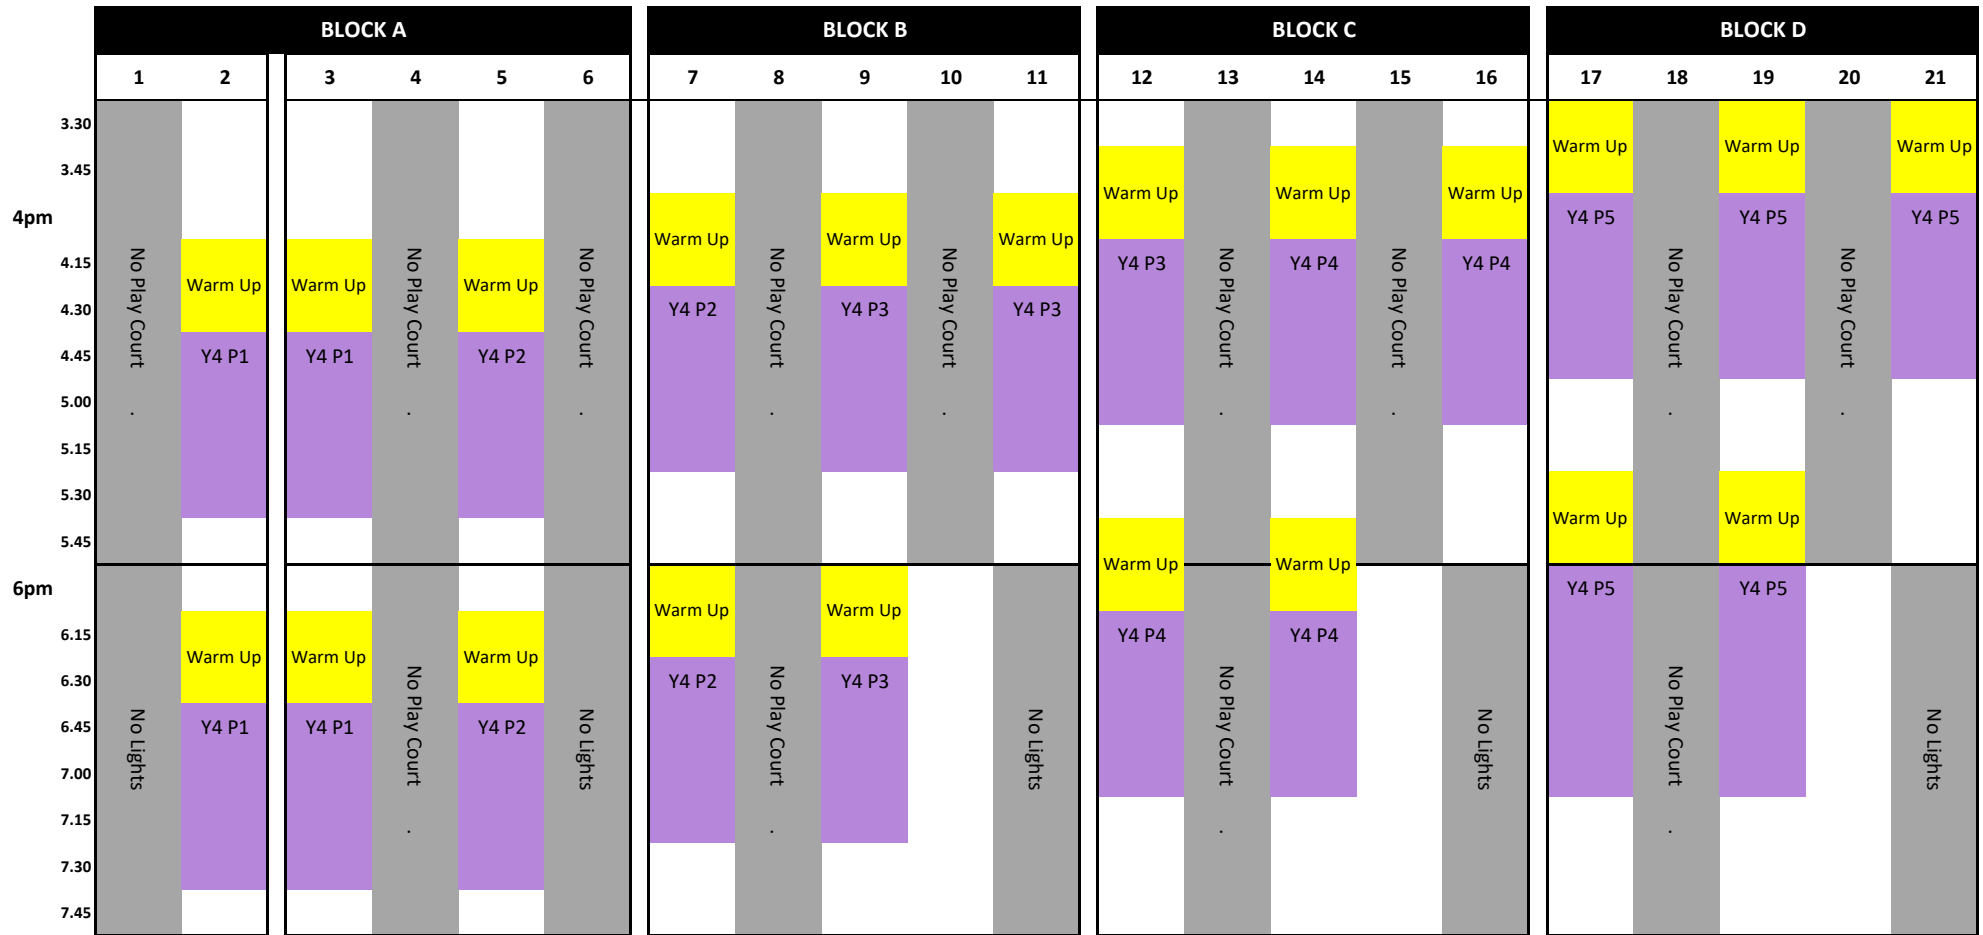 BLOCK A BLOCK B BLOCK C BLOCK D
1 2 3 4 5 6 7 8 9 10 11 12 13 14 15 16 17 18 19 20 21
3.30
Warm Up Warm Up Warm Up
3.45
Warm Up Warm Up Warm Up
4pm Y4 P5 Y4 P5 Y4 P5
Warm Up Warm Up Warm Up
4.15 Y4 P3 Y4 P4 Y4 P4
Warm Up Warm Up Warm Up
4.30 Y4 P2 Y4 P3 Y4 P3
No Play Court .
No Play Court .
No Play Court .
No Play Court .
No Play Court .
No Play Court .
No Play Court .
No Play Court .
No Play Court .
4.45 Y4 P1 Y4 P1 Y4 P2
5.00
5.15
5.30
Warm Up Warm Up
5.45
Warm Up Warm Up
6pm Y4 P5 Y4 P5
Warm Up Warm Up
6.15 Y4 P4 Y4 P4
Warm Up Warm Up Warm Up
6.30 Y4 P2 Y4 P3
6.45 Y4 P1 Y4 P1 Y4 P2
No Lights
No Play Court .
No Lights
No Play Court .
No Lights
No Play Court .
No Lights
No Play Court .
No Lights
7.00
7.15
7.30
7.45